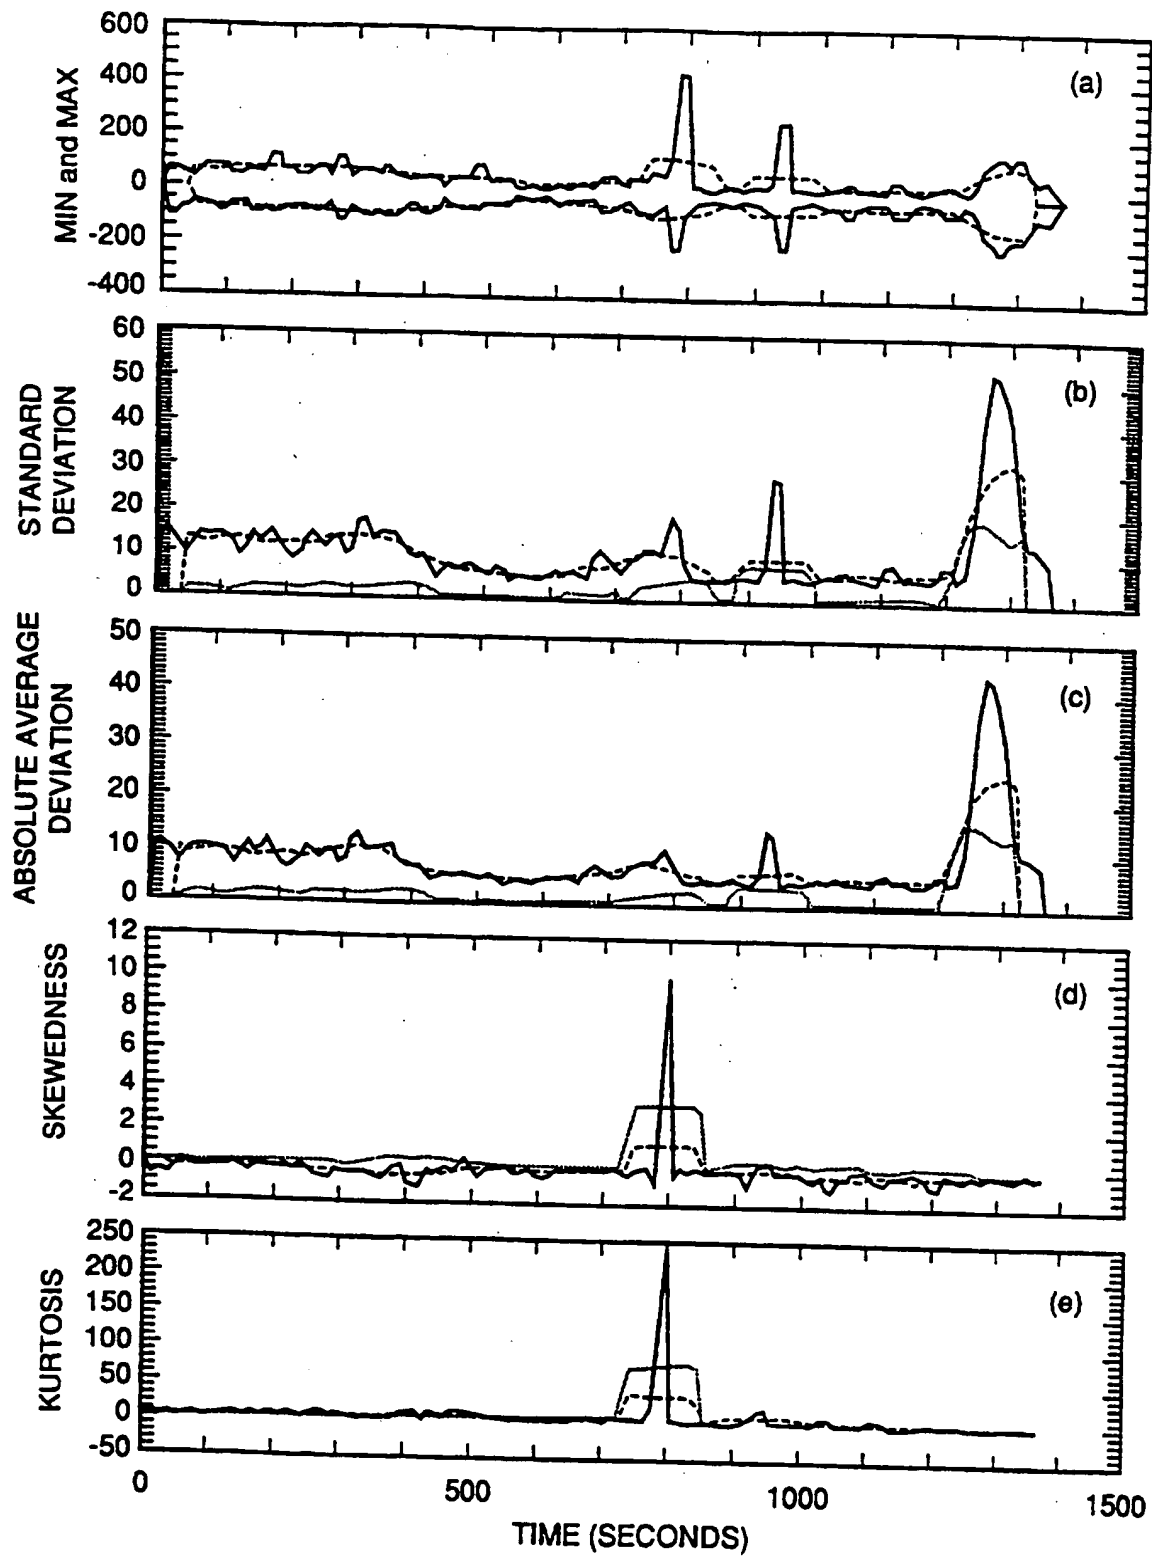 600
400
200
0
-200
-400
MIN and MAX
(a)
60
50
40
30
20
10
0
STANDARD
DEVIATION
(b)
50
40
30
20
10
0
ABSOLUTE AVERAGE
DEVIATION
(c)
12
10
8
6
4
2
0
-2
SKEWEDNESS
(d)
250
200
150
100
50
0
-50
KURTOSIS
(e)
0 500 1000 1500
TIME (SECONDS)